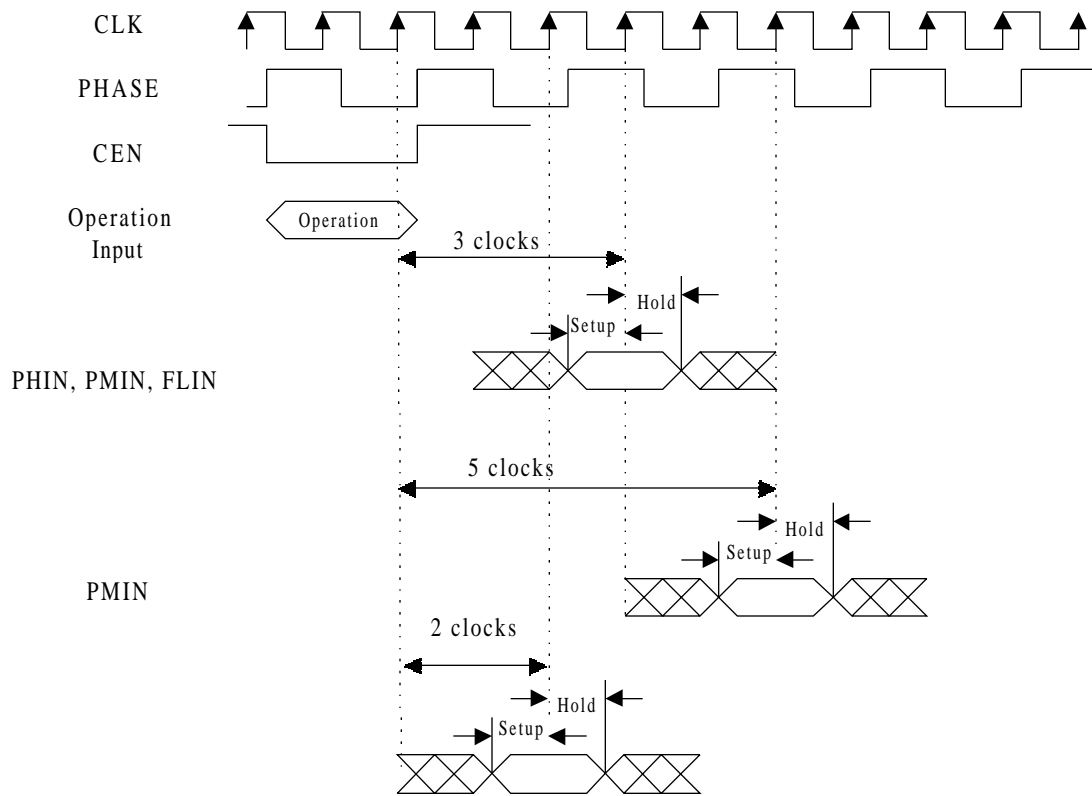 CLK
PHASE
CEN
Operation
Input
Operation
3 clocks
Hold
Setup
PHIN, PMIN, FLIN
5 clocks
Hold
Setup
PMIN
2 clocks
Hold
Setup